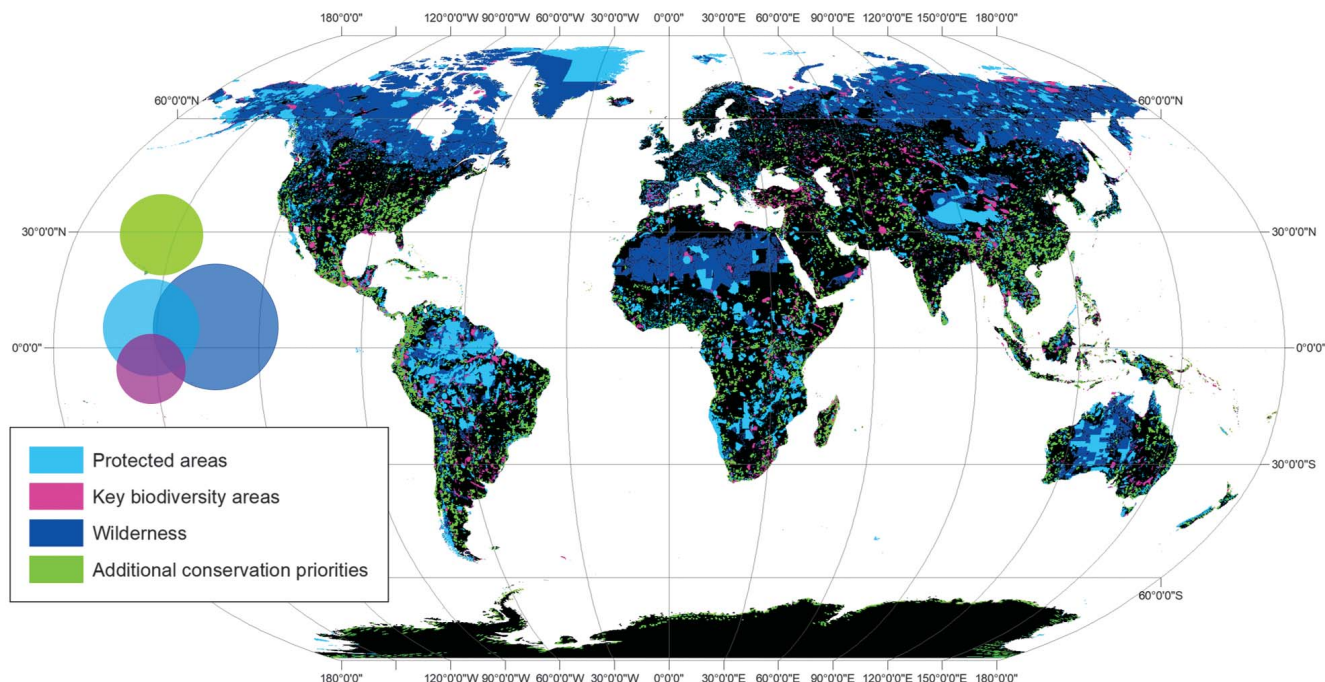 180°0'0" 120°0'0"W 90°0'0"W 60°0'0"W 30°0'0"W 0°0'0" 30°0'0"E 60°0'0"E 90°0'0"E 120°0'0"E 150°0'0"E 180°0'0"
60°0'0"N 60°0'0"N
30°0'0"N 30°0'0"N
0°0'0" 0°0'0"
Protected areas
Key biodiversity areas
Wilderness
Additional conservation priorities
30°0'0"S 30°0'0"S
60°0'0"S
180°0'0" 120°0'0"W 90°0'0"W 60°0'0"W 30°0'0"W 0°0'0" 30°0'0"E 60°0'0"E 90°0'0"E 120°0'0"E 150°0'0"E 180°0'0"